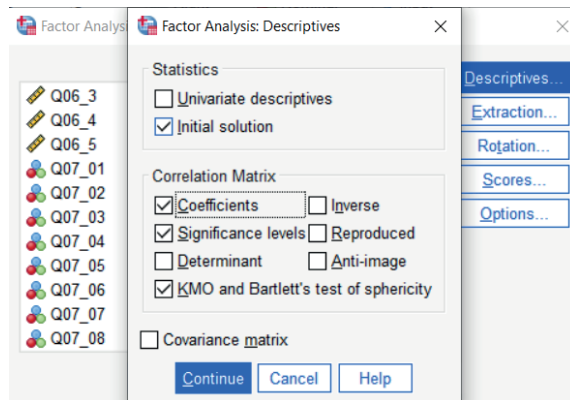 Factor Analysi
Factor Analysis: Descriptives
Statistics
Univariate descriptives
Initial solution
Correlation Matrix
Coefficients Inverse
Significance levels Reproduced
Determinant Anti-image
KMO and Bartlett's test of sphericity
Covariance matrix
Continue Cancel Help
Q06_3
Q06_4
Q06_5
Q07_01
Q07_02
Q07_03
Q07_04
Q07_05
Q07_06
Q07_07
Q07_08
Descriptives...
Extraction...
Rotation...
Scores...
Options...